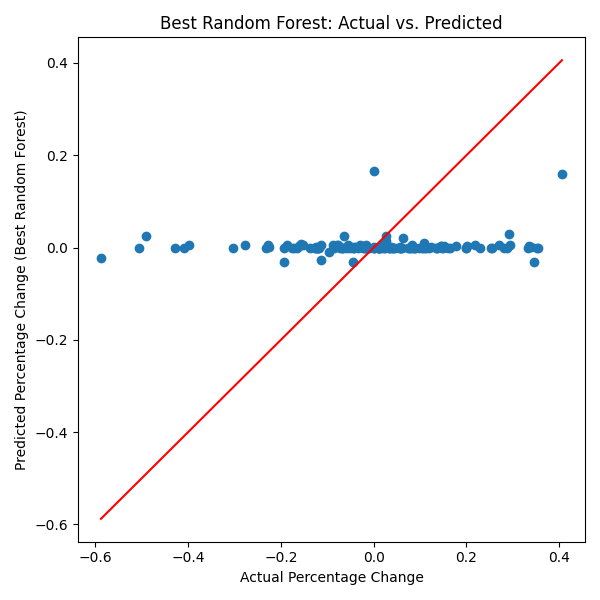 Best Random Forest: Actual vs. Predicted
Predicted Percentage Change (Best Random Forest)
0.4
0.2
0.0
−0.2
−0.4
−0.6
−0.6 −0.4 −0.2 0.0 0.2 0.4
Actual Percentage Change